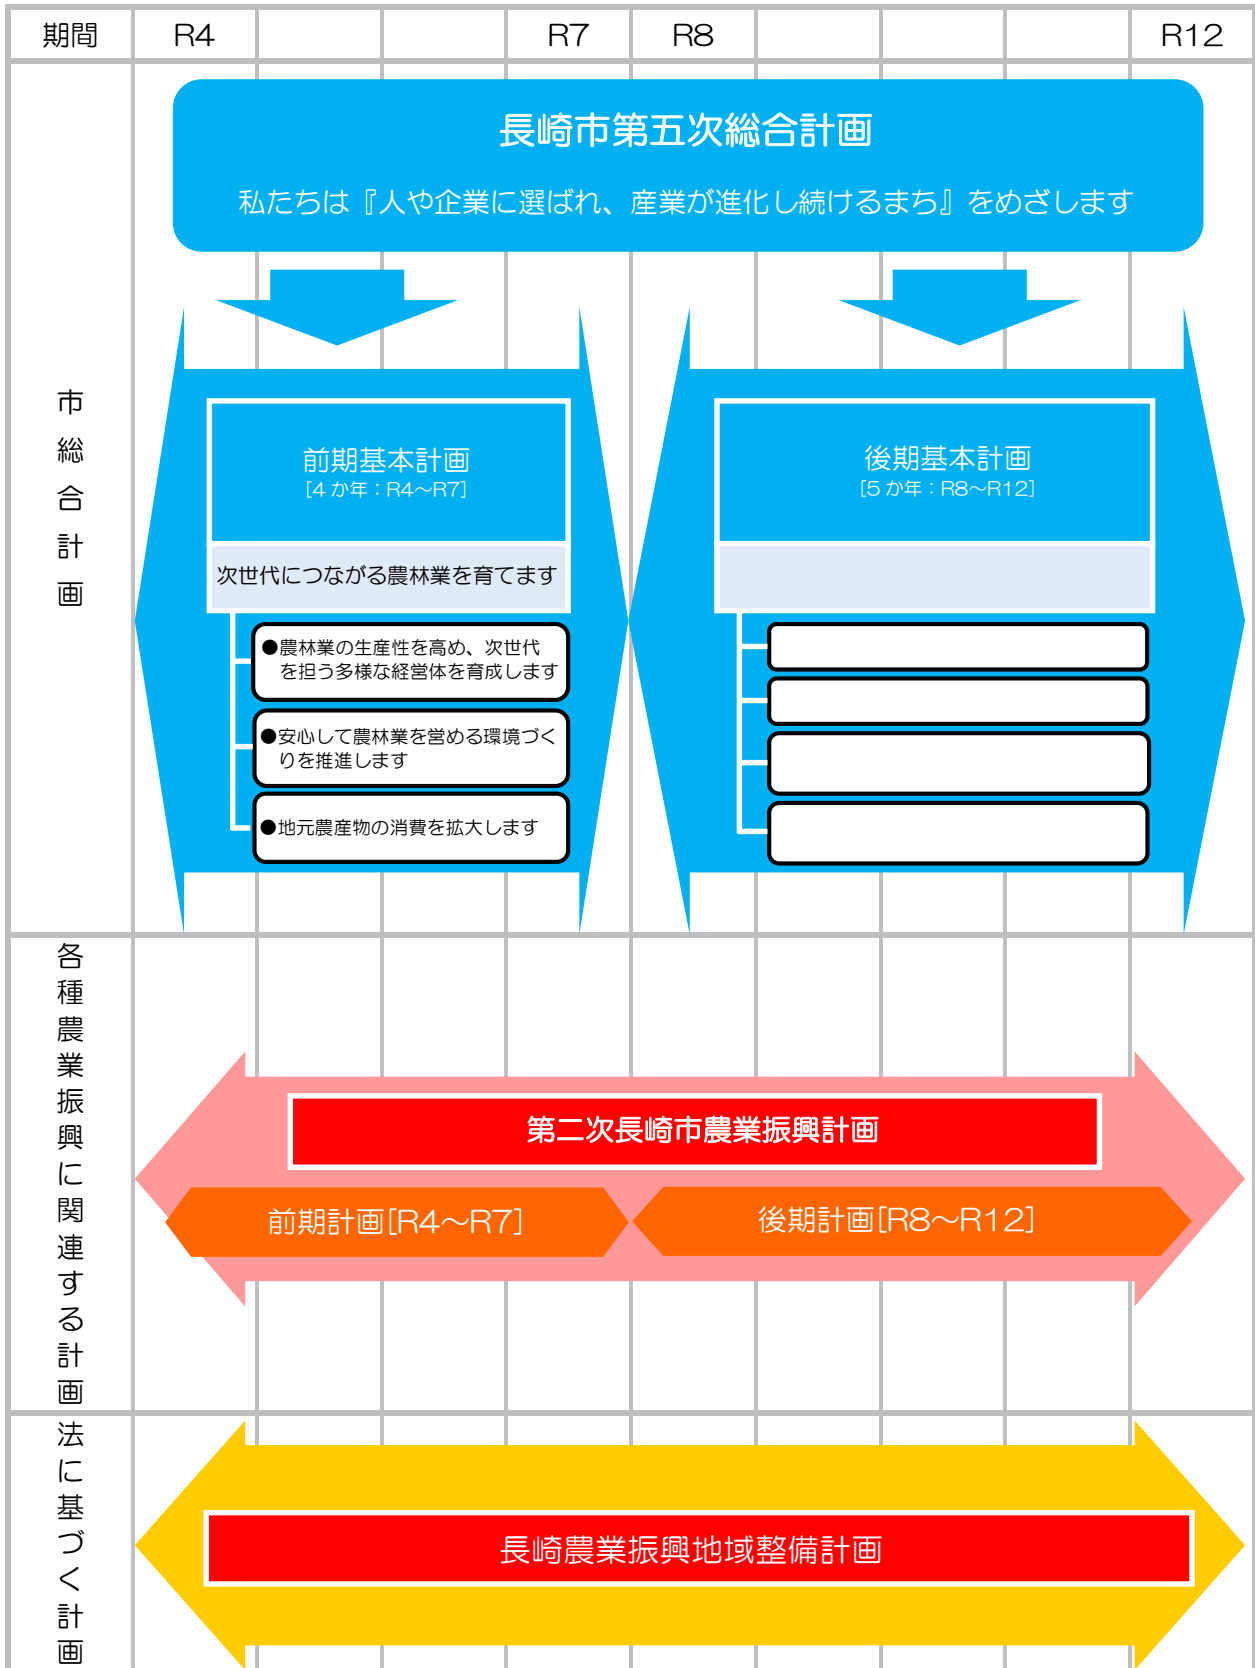 期間 R4 R7 R8 R12
長崎市第五次総合計画
私たちは『人や企業に選ばれ、産業が進化し続けるまち』をめざします
市総合計画
前期基本計画
[4か年：R4～R7]
次世代につながる農林業を育てます
●農林業の生産性を高め、次世代
を担う多様な経営体を育成します
●安心して農林業を営める環境づく
りを推進します
●地元農産物の消費を拡大します
後期基本計画
[5か年：R8～R12]
各種農業振興に関連する計画
第二次長崎市農業振興計画
前期計画[R4～R7]
後期計画[R8～R12]
法に基づく計画
長崎農業振興地域整備計画